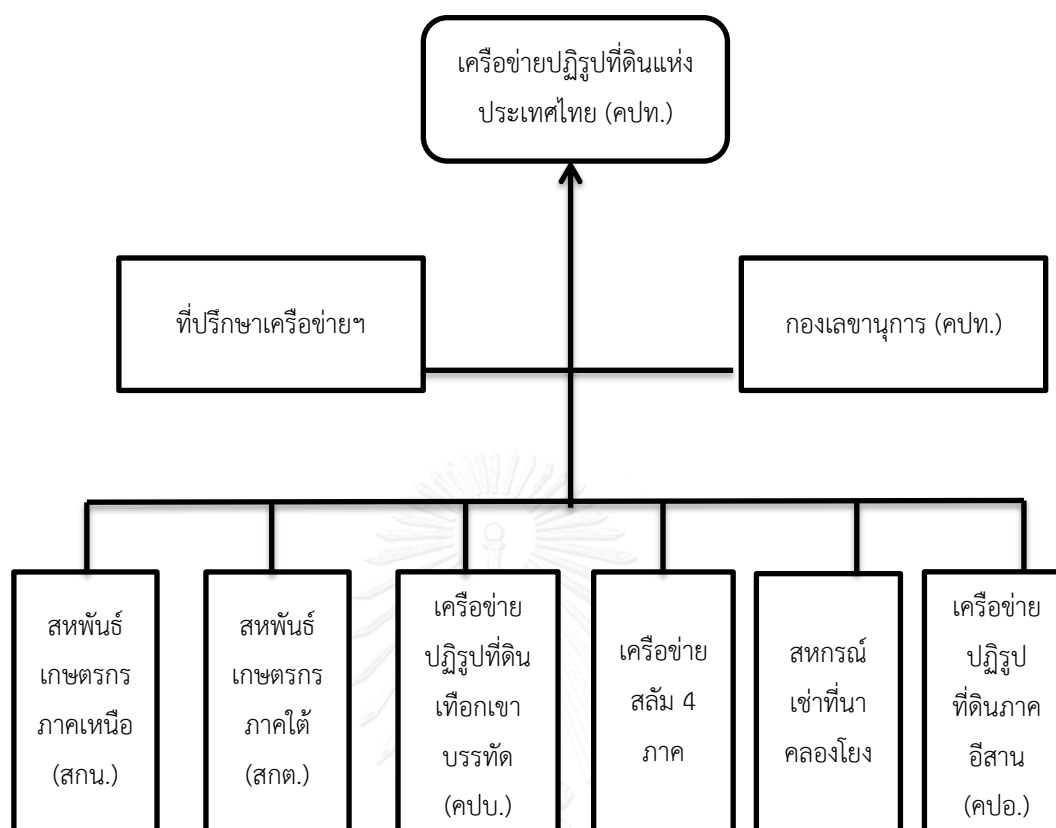 เครือข่ายปฏิรูปที่ดินแห่ง
ประเทศไทย (คปท.)
ที่ปรึกษาเครือข่ายฯ
กองเลขานุการ (คปท.)
สหพันธ์
เกษตรกร
ภาคเหนือ
(สกน.)
สหพันธ์
เกษตรกร
ภาคใต้
(สกต.)
เครือข่าย
ปฏิรูปที่ดิน
เทือกเขา
บรรทัด
(คปบ.)
เครือข่าย
สลัม 4
ภาค
สหกรณ์
เช่าที่นา
คลองโยง
เครือข่าย
ปฏิรูป
ที่ดินภาค
อีสาน
(คปอ.)